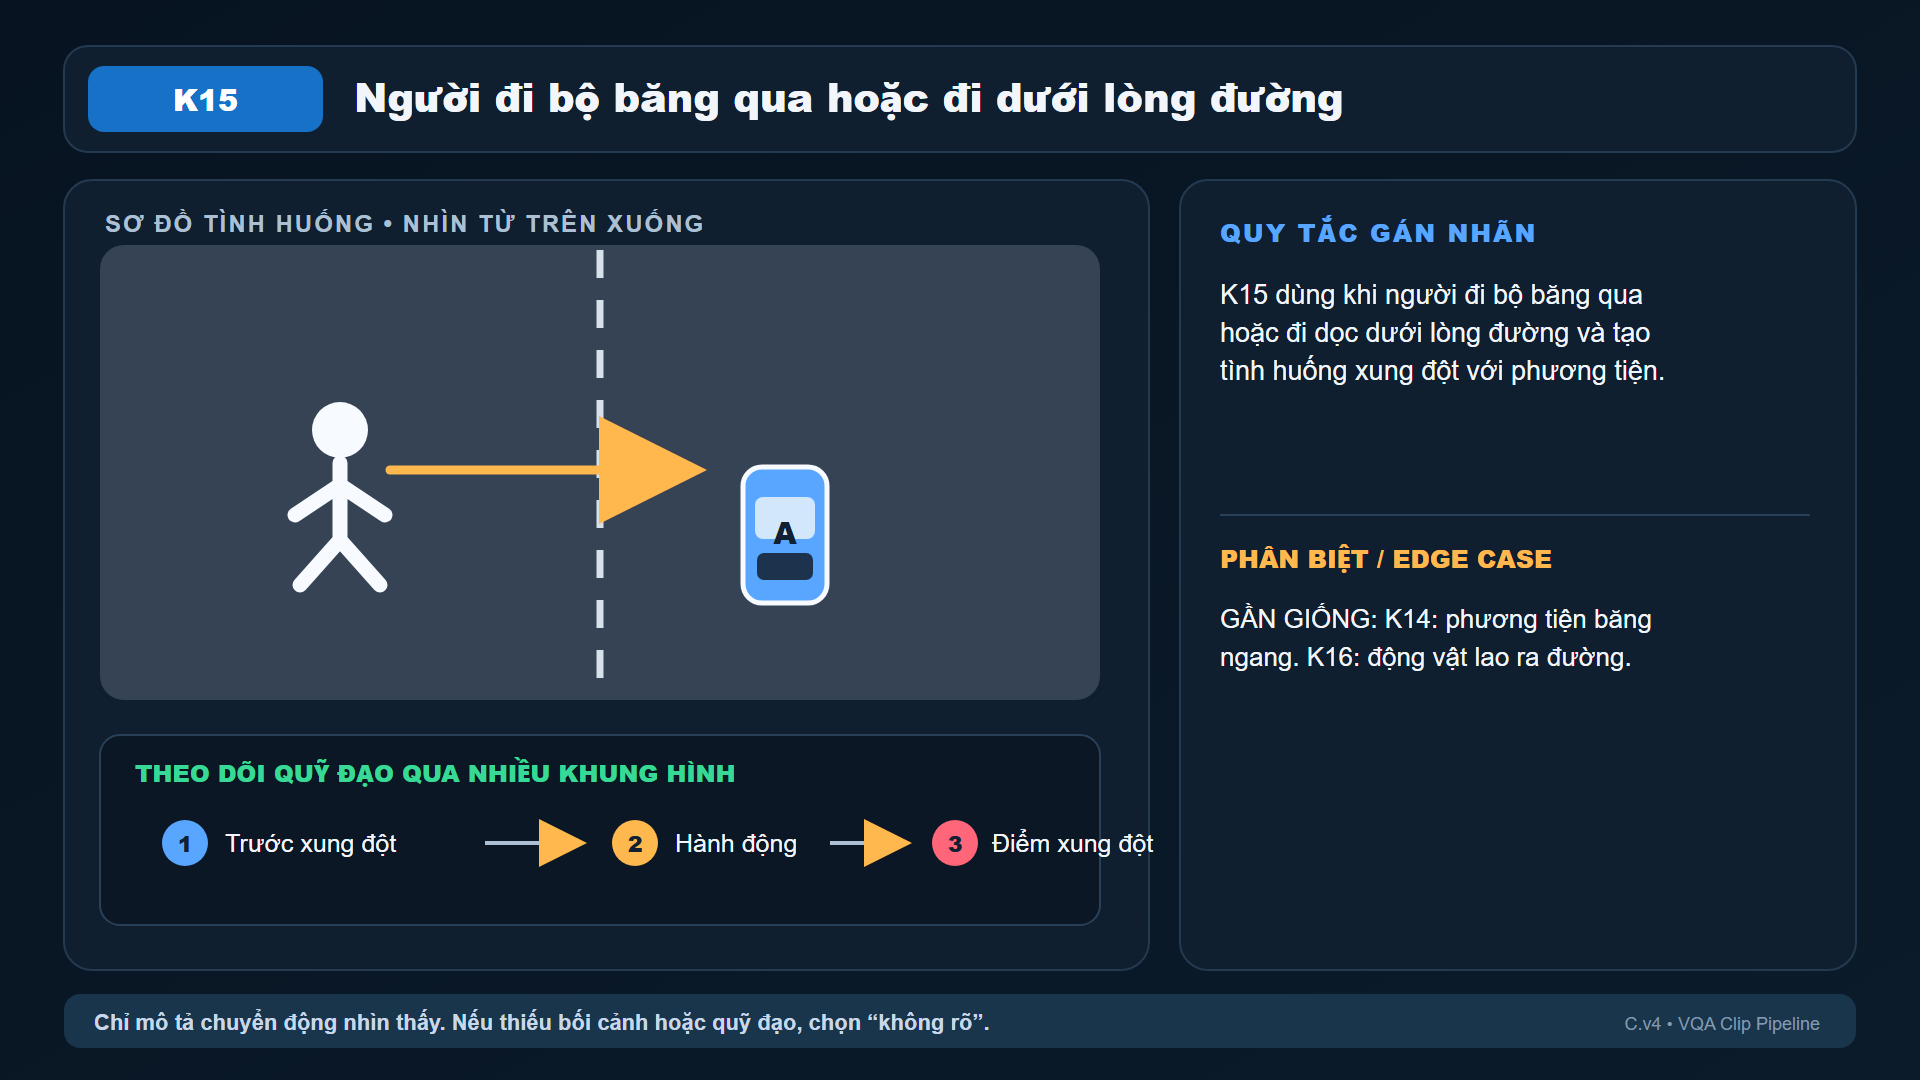 K15
Người đi bộ băng qua hoặc đi dưới lòng đường
SƠ ĐỒ TÌNH HUỐNG • NHÌN TỪ TRÊN XUỐNG
A
THEO DÕI QUỸ ĐẠO QUA NHIỀU KHUNG HÌNH
1 Trước xung đột
2 Hành động
3 Điểm xung đột
QUY TẮC GÁN NHÃN
K15 dùng khi người đi bộ băng qua
hoặc đi dọc dưới lòng đường và tạo
tình huống xung đột với phương tiện.
PHÂN BIỆT / EDGE CASE
GẦN GIỐNG: K14: phương tiện băng
ngang. K16: động vật lao ra đường.
Chỉ mô tả chuyển động nhìn thấy. Nếu thiếu bối cảnh hoặc quỹ đạo, chọn “không rõ”.
C.v4 • VQA Clip Pipeline